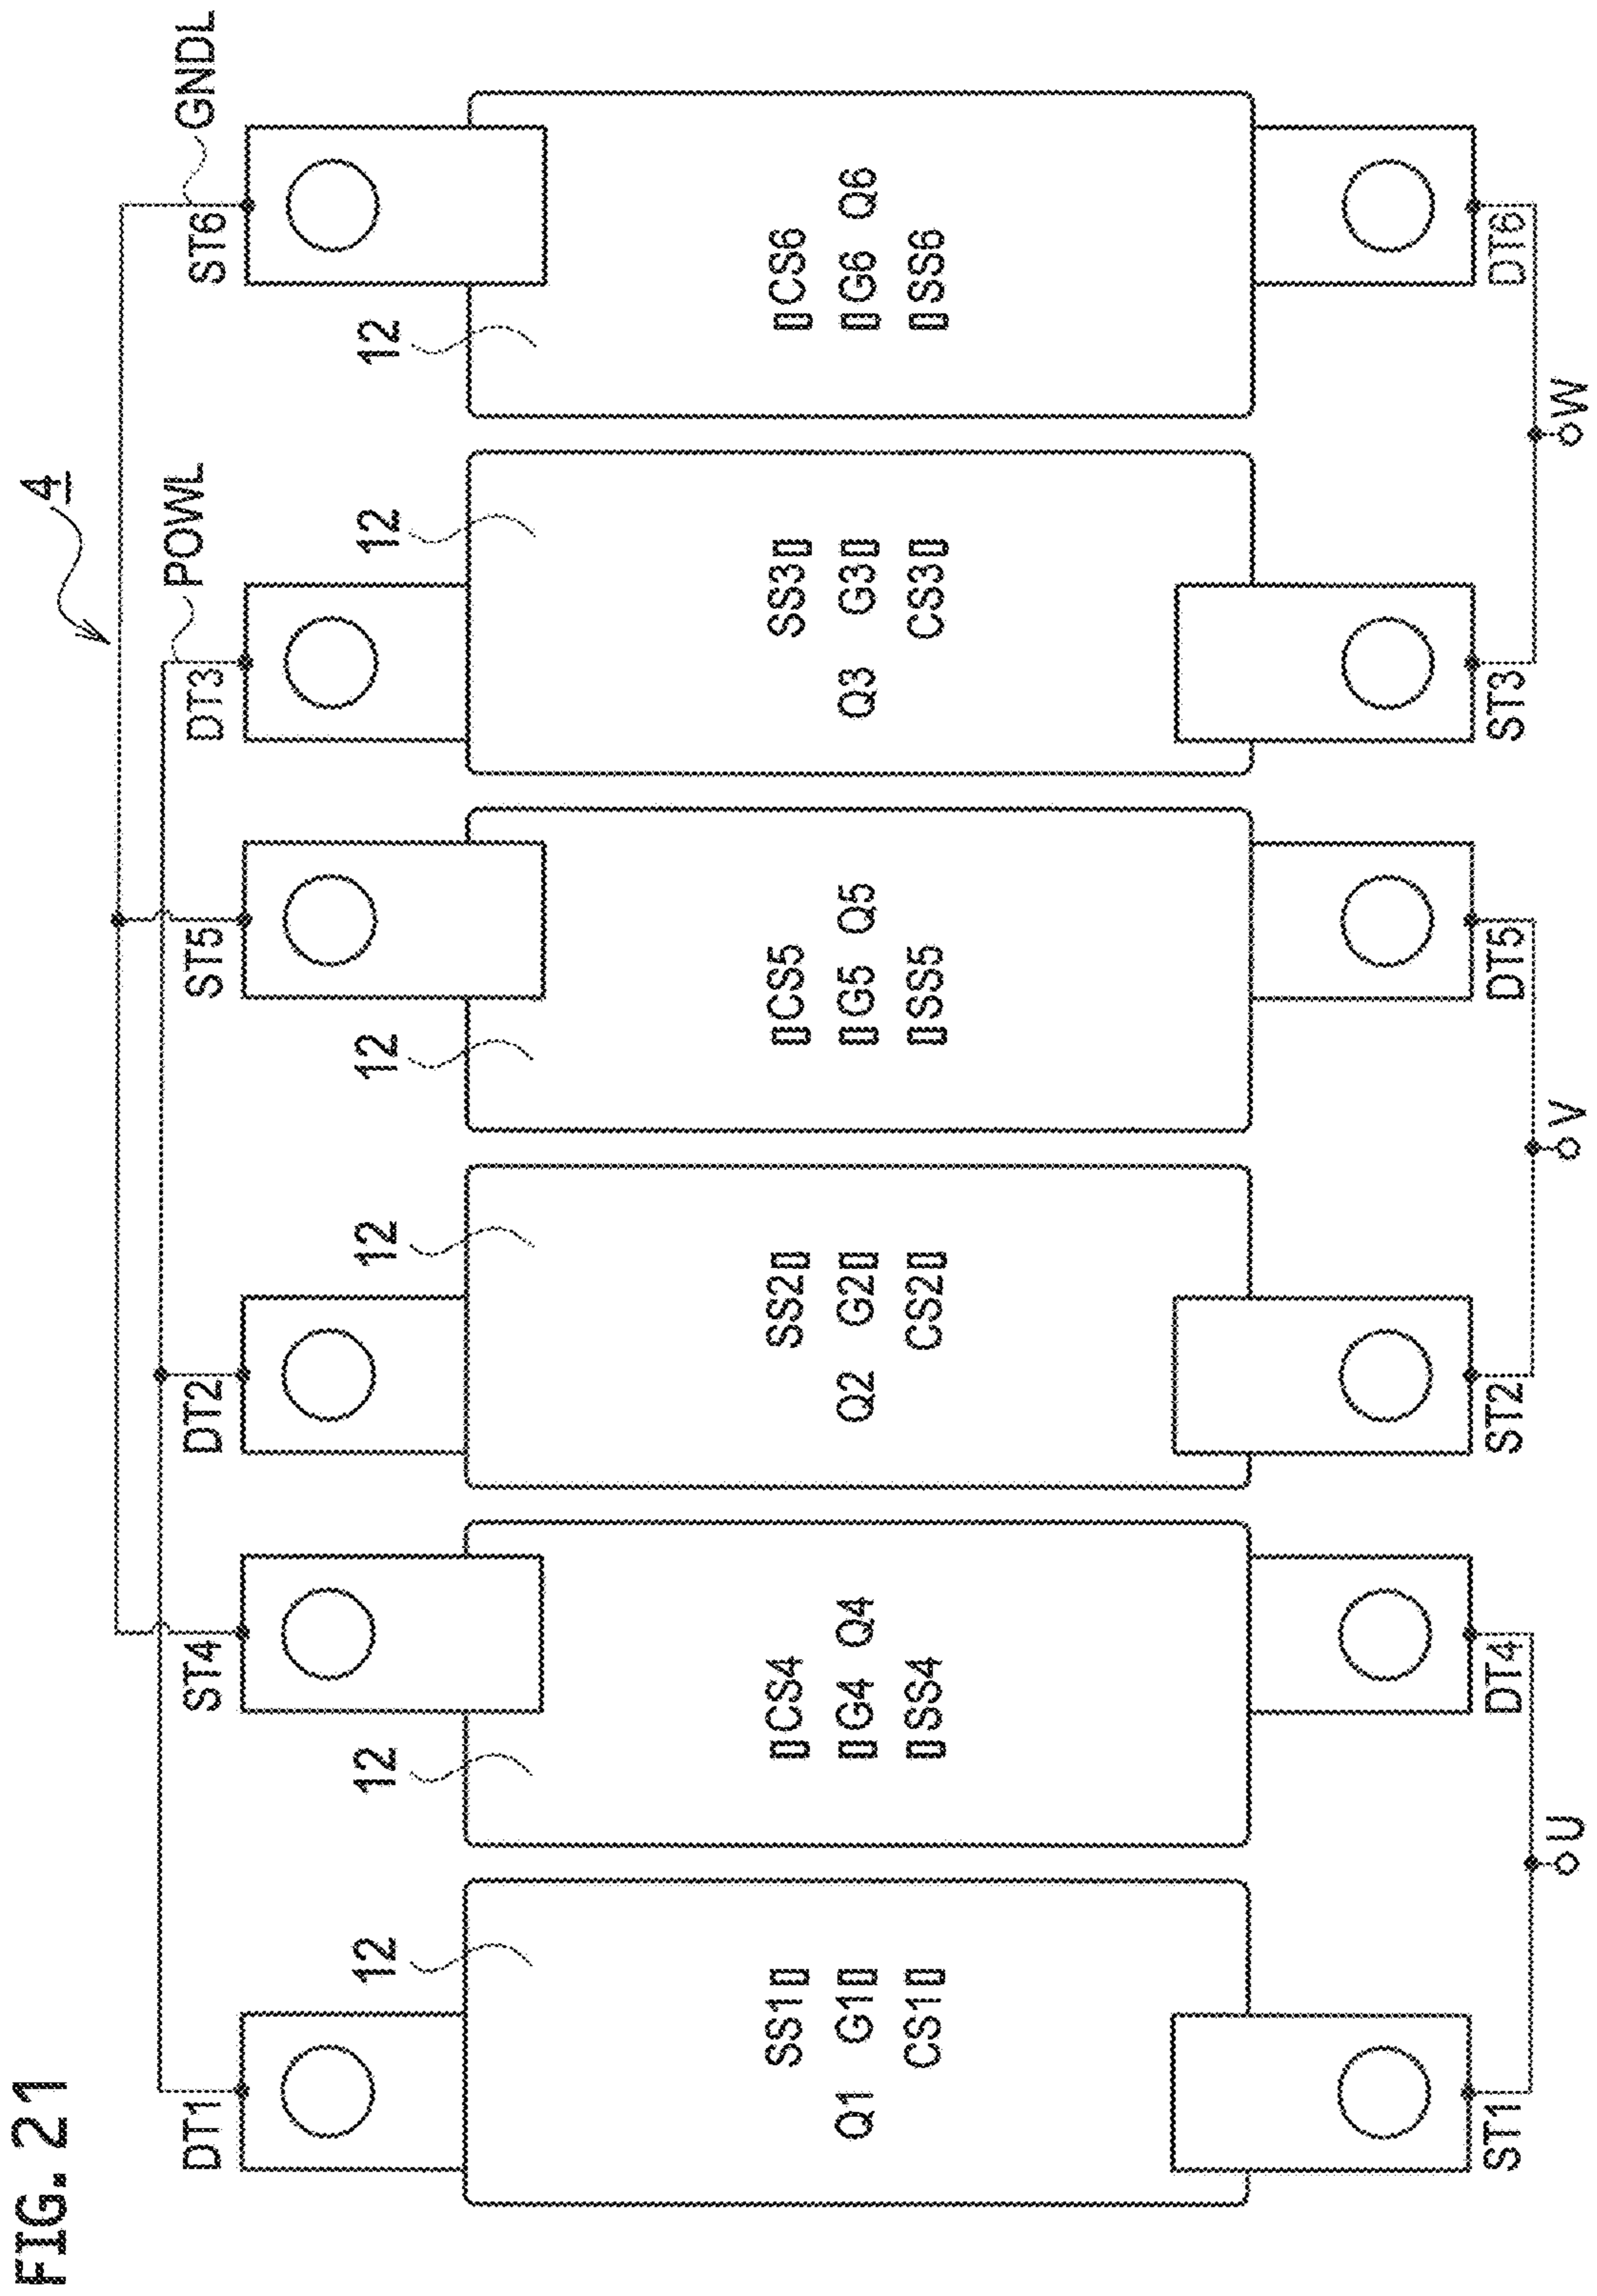 FIG. 21
4
GNDL
POWL
DT1
ST4
DT2
ST5
DT3
ST6
12
12
12
12
12
12
SS1
CS4
SS2
CS5
SS3
CS6
Q1
G1
G4
Q4
Q2
G2
G5
Q5
Q3
G3
G6
Q6
CS1
SS4
CS2
SS5
CS3
SS6
ST1
DT4
ST2
DT5
ST3
DT6
U
V
W